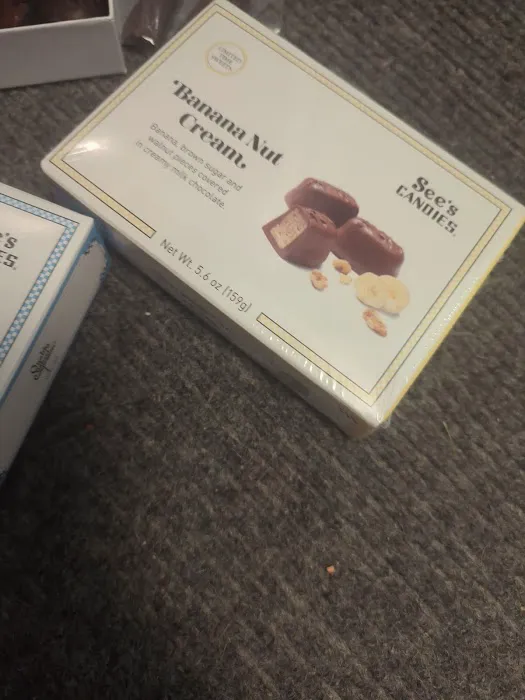 Banana Nut
Cream.
Banana, brown sugar and
walnut pieces covered
in creamy milk chocolate.
See's
CANDIES.
Net Wt. 5.6 oz (159g)
's
ES.